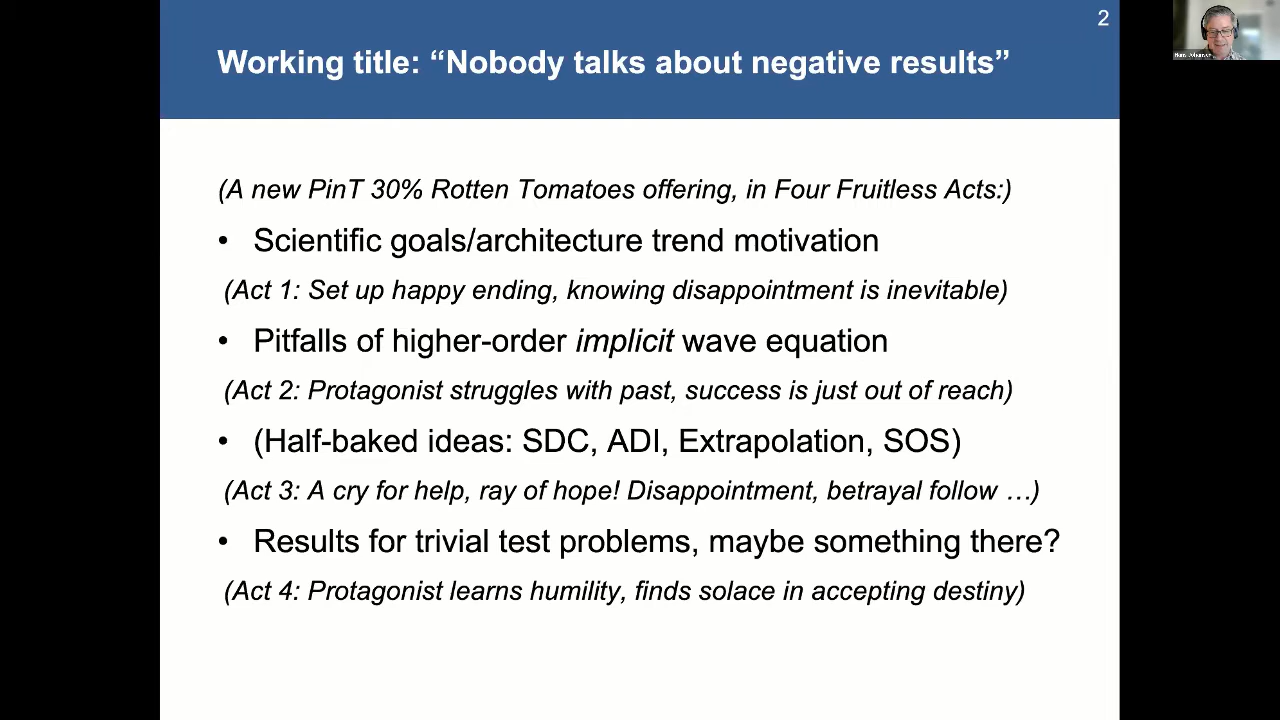 2
Working title: “Nobody talks about negative results”
(A new PinT 30% Rotten Tomatoes offering, in Four Fruitless Acts:)
• Scientific goals/architecture trend motivation
(Act 1: Set up happy ending, knowing disappointment is inevitable)
• Pitfalls of higher-order implicit wave equation
(Act 2: Protagonist struggles with past, success is just out of reach)
• (Half-baked ideas: SDC, ADI, Extrapolation, SOS)
(Act 3: A cry for help, ray of hope! Disappointment, betrayal follow …)
• Results for trivial test problems, maybe something there?
(Act 4: Protagonist learns humility, finds solace in accepting destiny)